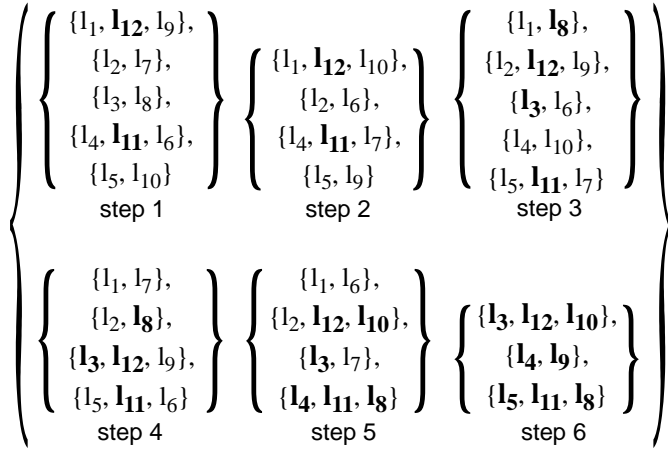 {l₁, l₁₂, l₉},
{l₂, l₇},
{l₃, l₈},
{l₄, l₁₁, l₆},
{l₅, l₁₀}
step 1
{l₁, l₁₂, l₁₀},
{l₂, l₆},
{l₄, l₁₁, l₇},
{l₅, l₉}
step 2
{l₁, l₈},
{l₂, l₁₂, l₉},
{l₃, l₆},
{l₄, l₁₀},
{l₅, l₁₁, l₇}
step 3
{l₁, l₇},
{l₂, l₈},
{l₃, l₁₂, l₉},
{l₅, l₁₁, l₆}
step 4
{l₁, l₆},
{l₂, l₁₂, l₁₀},
{l₃, l₇},
{l₄, l₁₁, l₈}
step 5
{l₃, l₁₂, l₁₀},
{l₄, l₉},
{l₅, l₁₁, l₈}
step 6